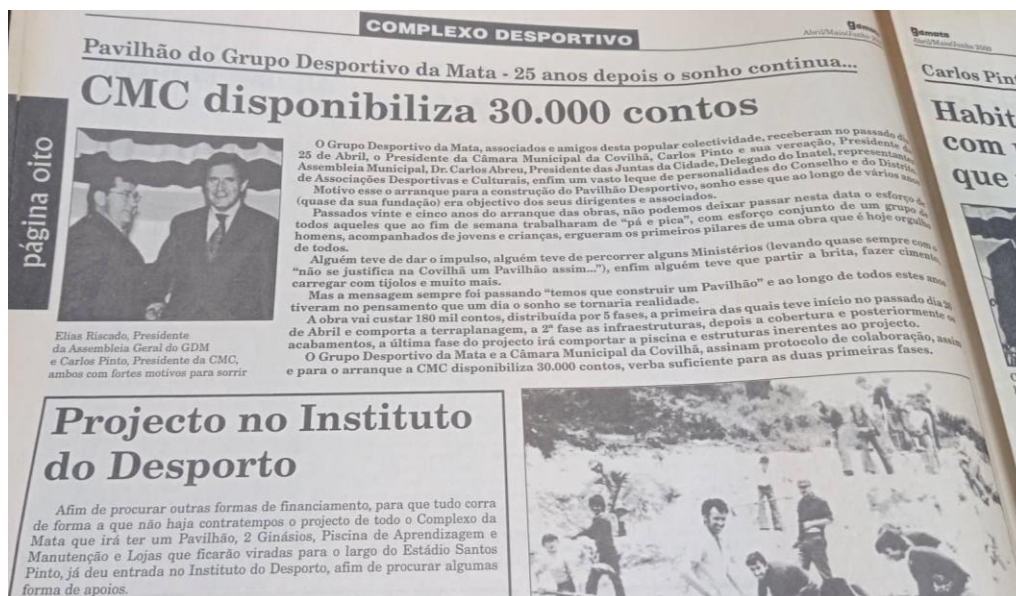 COMPLEXO DESPORTIVO
gdmata
Abril/Maio/Junho
Pavilhão do Grupo Desportivo da Mata - 25 anos depois o sonho continua...
CMC disponibiliza 30.000 contos
página oito
O Grupo Desportivo da Mata, associados e amigos desta popular colectividade, receberam no passado dia
25 de Abril, o Presidente da Câmara Municipal da Covilhã, Carlos Pinto e sua vereação, Presidente da
Assembleia Municipal, Dr. Carlos Abreu, Presidente das Juntas da Cidade, Delegado do Inatel, representantes
de Associações Desportivas e Culturais, enfim um vasto leque de personalidades do Conselho e do Distrito.
Motivo esse o arranque para a construção do Pavilhão Desportivo, sonho esse que ao longo de vários anos
(quase da sua fundação) era objectivo dos seus dirigentes e associados.
Passados vinte e cinco anos do arranque das obras, não podemos deixar passar nesta data o esforço de
todos aqueles que ao fim de semana trabalharam de "pá e pica", com esforço conjunto de um grupo de
homens, acompanhados de jovens e crianças, ergueram os primeiros pilares de uma obra que é hoje orgulho
de todos.
Alguém teve de dar o impulso, alguém teve de percorrer alguns Ministérios (levando quase sempre com o
"não se justifica na Covilhã um Pavilhão assim..."), enfim alguém teve que partir a brita, fazer cimento,
carregar com tijolos e muito mais.
Mas a mensagem sempre foi passando "temos que construir um Pavilhão" e ao longo de todos estes anos
tiveram no pensamento que um dia o sonho se tornaria realidade.
A obra vai custar 180 mil contos, distribuída por 5 fases, a primeira das quais teve início no passado dia 26
de Abril e comporta a terraplanagem, a 2ª fase as infraestruturas, depois a cobertura e posteriormente os
acabamentos, a última fase do projecto irá comportar a piscina e estruturas inerentes ao projecto.
O Grupo Desportivo da Mata e a Câmara Municipal da Covilhã, assinam protocolo de colaboração, assim
e para o arranque a CMC disponibiliza 30.000 contos, verba suficiente para as duas primeiras fases.
Elias Riscado, Presidente
da Assembleia Geral do GDM
e Carlos Pinto, Presidente da CMC,
ambos com fortes motivos para sorrir
Projecto no Instituto
do Desporto
Afim de procurar outras formas de financiamento, para que tudo corra
de forma a que não haja contratempos o projecto de todo o Complexo da
Mata que irá ter um Pavilhão, 2 Ginásios, Piscina de Aprendizagem e
Manutenção e Lojas que ficarão viradas para o largo do Estádio Santos
Pinto, já deu entrada no Instituto do Desporto, afim de procurar algumas
forma de apoios.
gdmata
Abril/Maio/Junho 2000
Carlos Pin
Habit
com
que